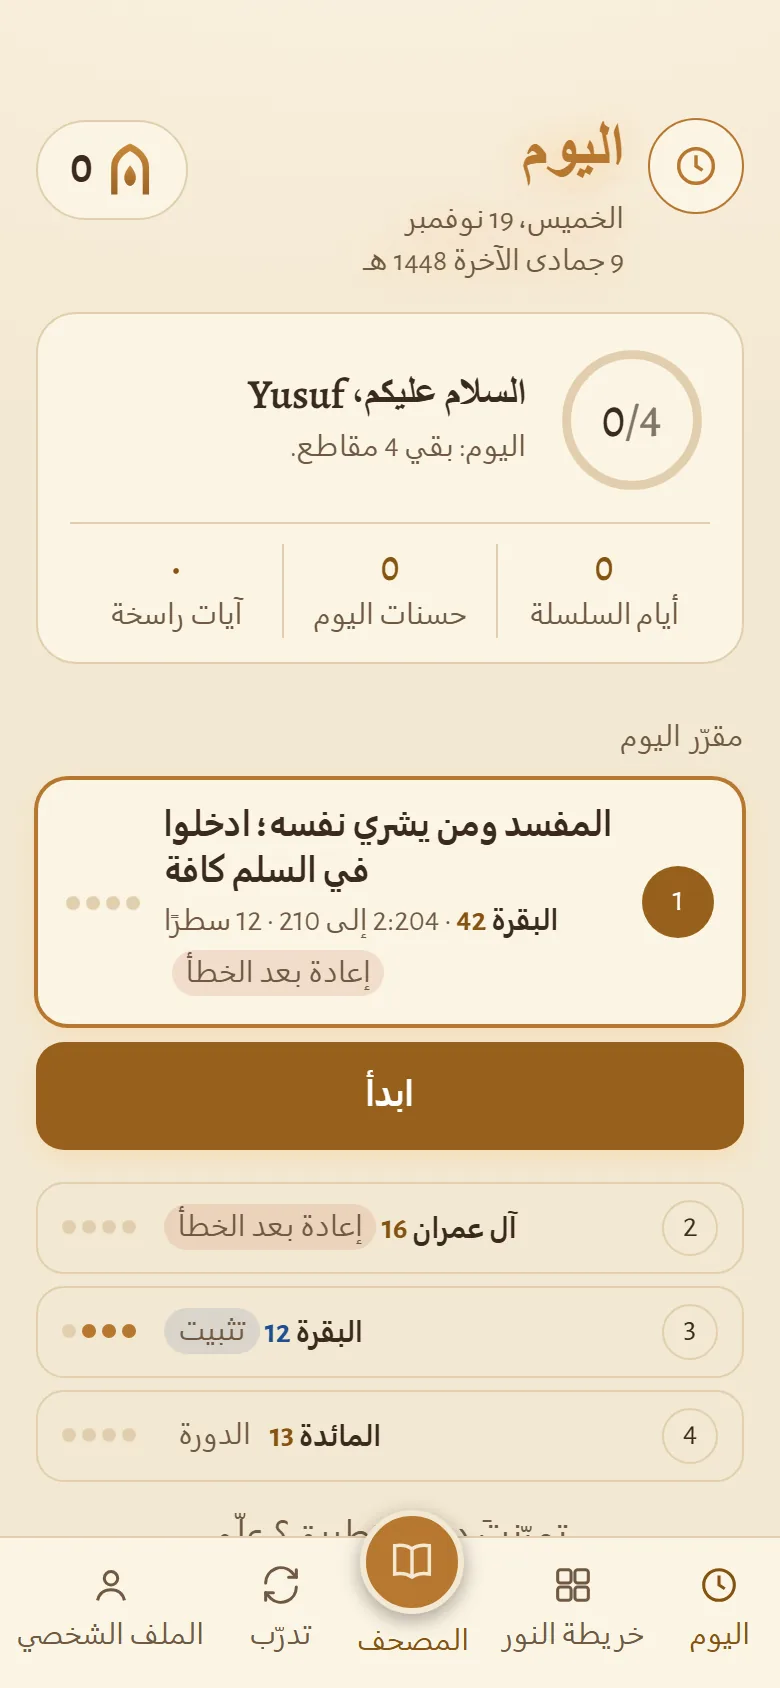 اليوم
0
الخميس، 19 نوفمبر
9 جمادى الآخرة 1448 هـ
السلام عليكم، Yusuf
0/4
اليوم: بقي 4 مقاطع.
0
أيام السلسلة
0
حسنات اليوم
٠
آيات راسخة
مقرّر اليوم
1
المفسد ومن يشري نفسه؛ ادخلوا
في السلم كافة
البقرة 42 · 2:204 إلى 210 · 12 سطرًا
إعادة بعد الخطأ
ابدأ
2 آل عمران 16 إعادة بعد الخطأ
3 البقرة 12 تثبيت
4 المائدة 13 الدورة
اليوم
خريطة النور
المصحف
تدرّب
الملف الشخصي